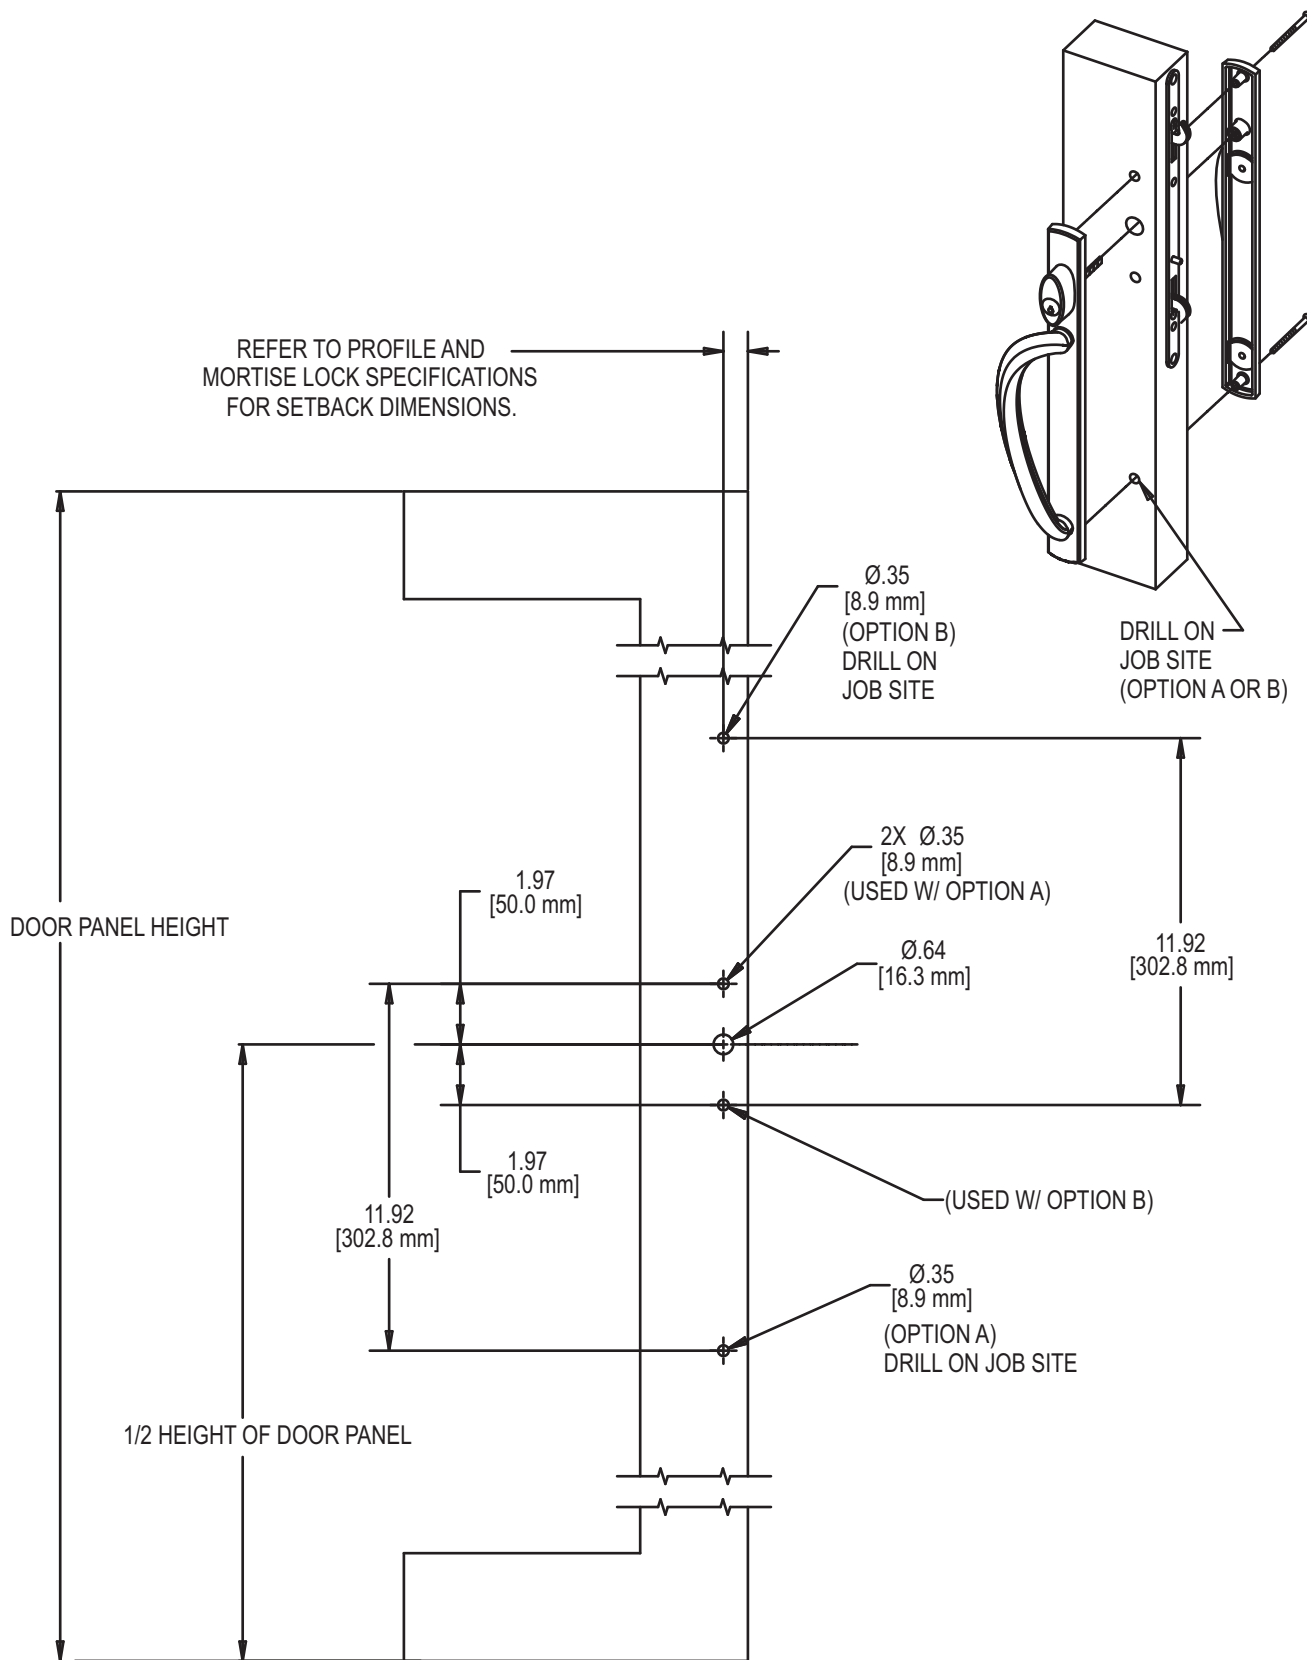 REFER TO PROFILE AND
MORTISE LOCK SPECIFICATIONS
FOR SETBACK DIMENSIONS.
Ø.35
[8.9 mm]
(OPTION B)
DRILL ON
JOB SITE
DRILL ON
JOB SITE
(OPTION A OR B)
2X Ø.35
[8.9 mm]
(USED W/ OPTION A)
1.97
[50.0 mm]
DOOR PANEL HEIGHT
Ø.64
[16.3 mm]
11.92
[302.8 mm]
1.97
[50.0 mm]
(USED W/ OPTION B)
11.92
[302.8 mm]
Ø.35
[8.9 mm]
(OPTION A)
DRILL ON JOB SITE
1/2 HEIGHT OF DOOR PANEL